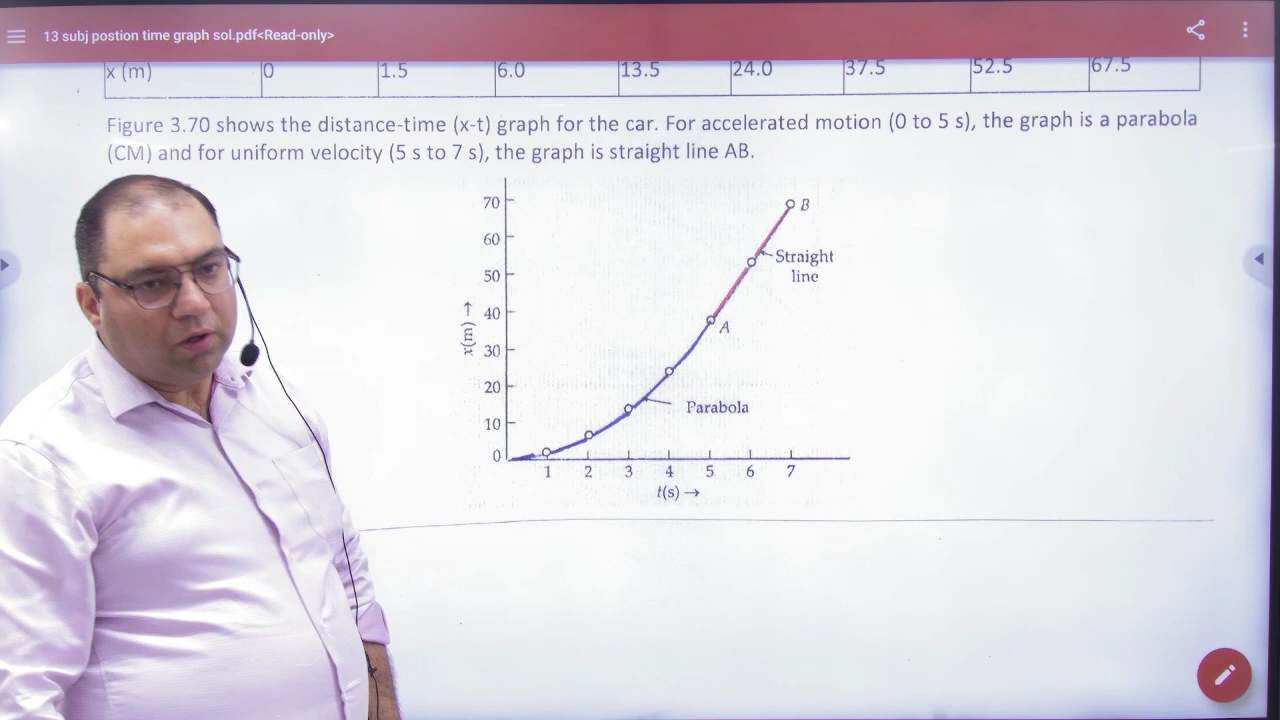 13 subj postion time graph sol.pdf<Read-only>
x (m) 0 1.5 6.0 13.5 24.0 37.5 52.5 67.5
Figure 3.70 shows the distance-time (x-t) graph for the car. For accelerated motion (0 to 5 s), the graph is a parabola
(CM) and for uniform velocity (5 s to 7 s), the graph is straight line AB.
70
60
50
40
30
20
10
0
x(m) →
B
Straight
line
A
Parabola
1 2 3 4 5 6 7
t(s) →